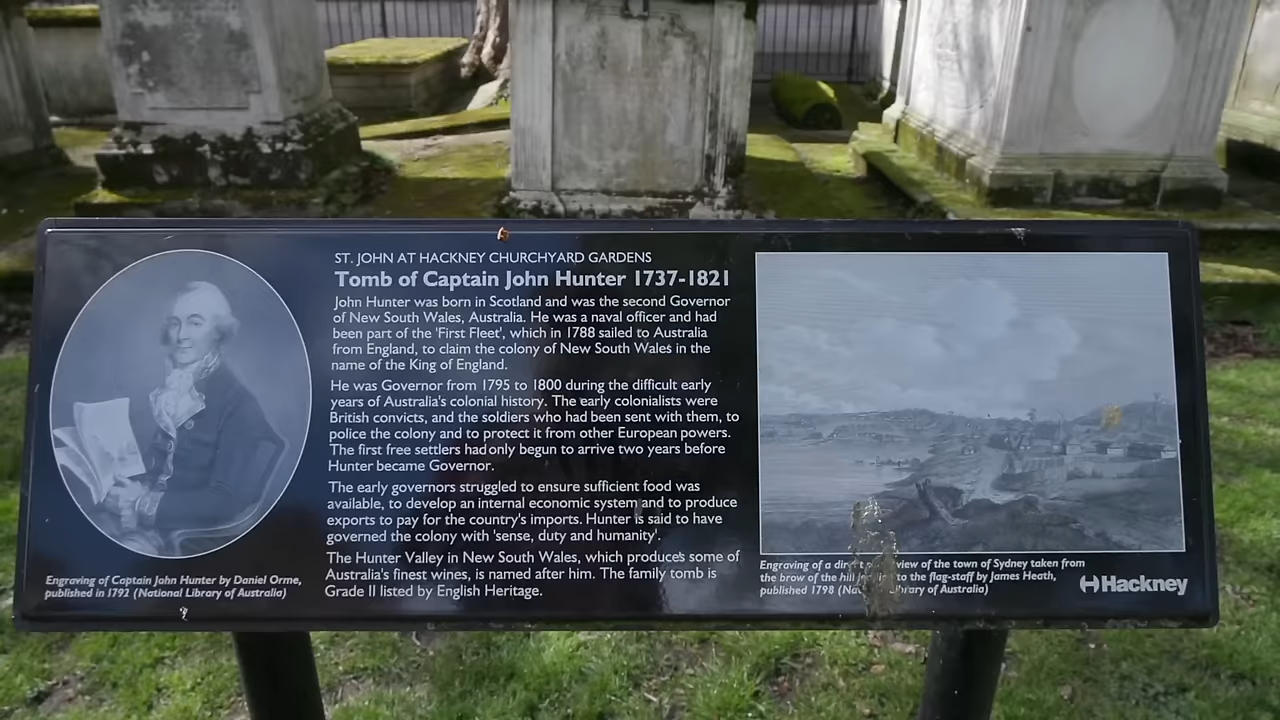 ST. JOHN AT HACKNEY CHURCHYARD GARDENS
Tomb of Captain John Hunter 1737-1821
John Hunter was born in Scotland and was the second Governor
of New South Wales, Australia. He was a naval officer and had
been part of the 'First Fleet', which in 1788 sailed to Australia
from England, to claim the colony of New South Wales in the
name of the King of England.
He was Governor from 1795 to 1800 during the difficult early
years of Australia's colonial history. The early colonialists were
British convicts, and the soldiers who had been sent with them, to
police the colony and to protect it from other European powers.
The first free settlers had only begun to arrive two years before
Hunter became Governor.
The early governors struggled to ensure sufficient food was
available, to develop an internal economic system and to produce
exports to pay for the country's imports. Hunter is said to have
governed the colony with 'sense, duty and humanity'.
The Hunter Valley in New South Wales, which produces some of
Australia's finest wines, is named after him. The family tomb is
Grade II listed by English Heritage.
Engraving of Captain John Hunter by Daniel Orme,
published in 1792 (National Library of Australia)
Engraving of a view of the town of Sydney taken from
the brow of the hill to the flag-staff by James Heath,
published 1798 of Australia)
Hackney